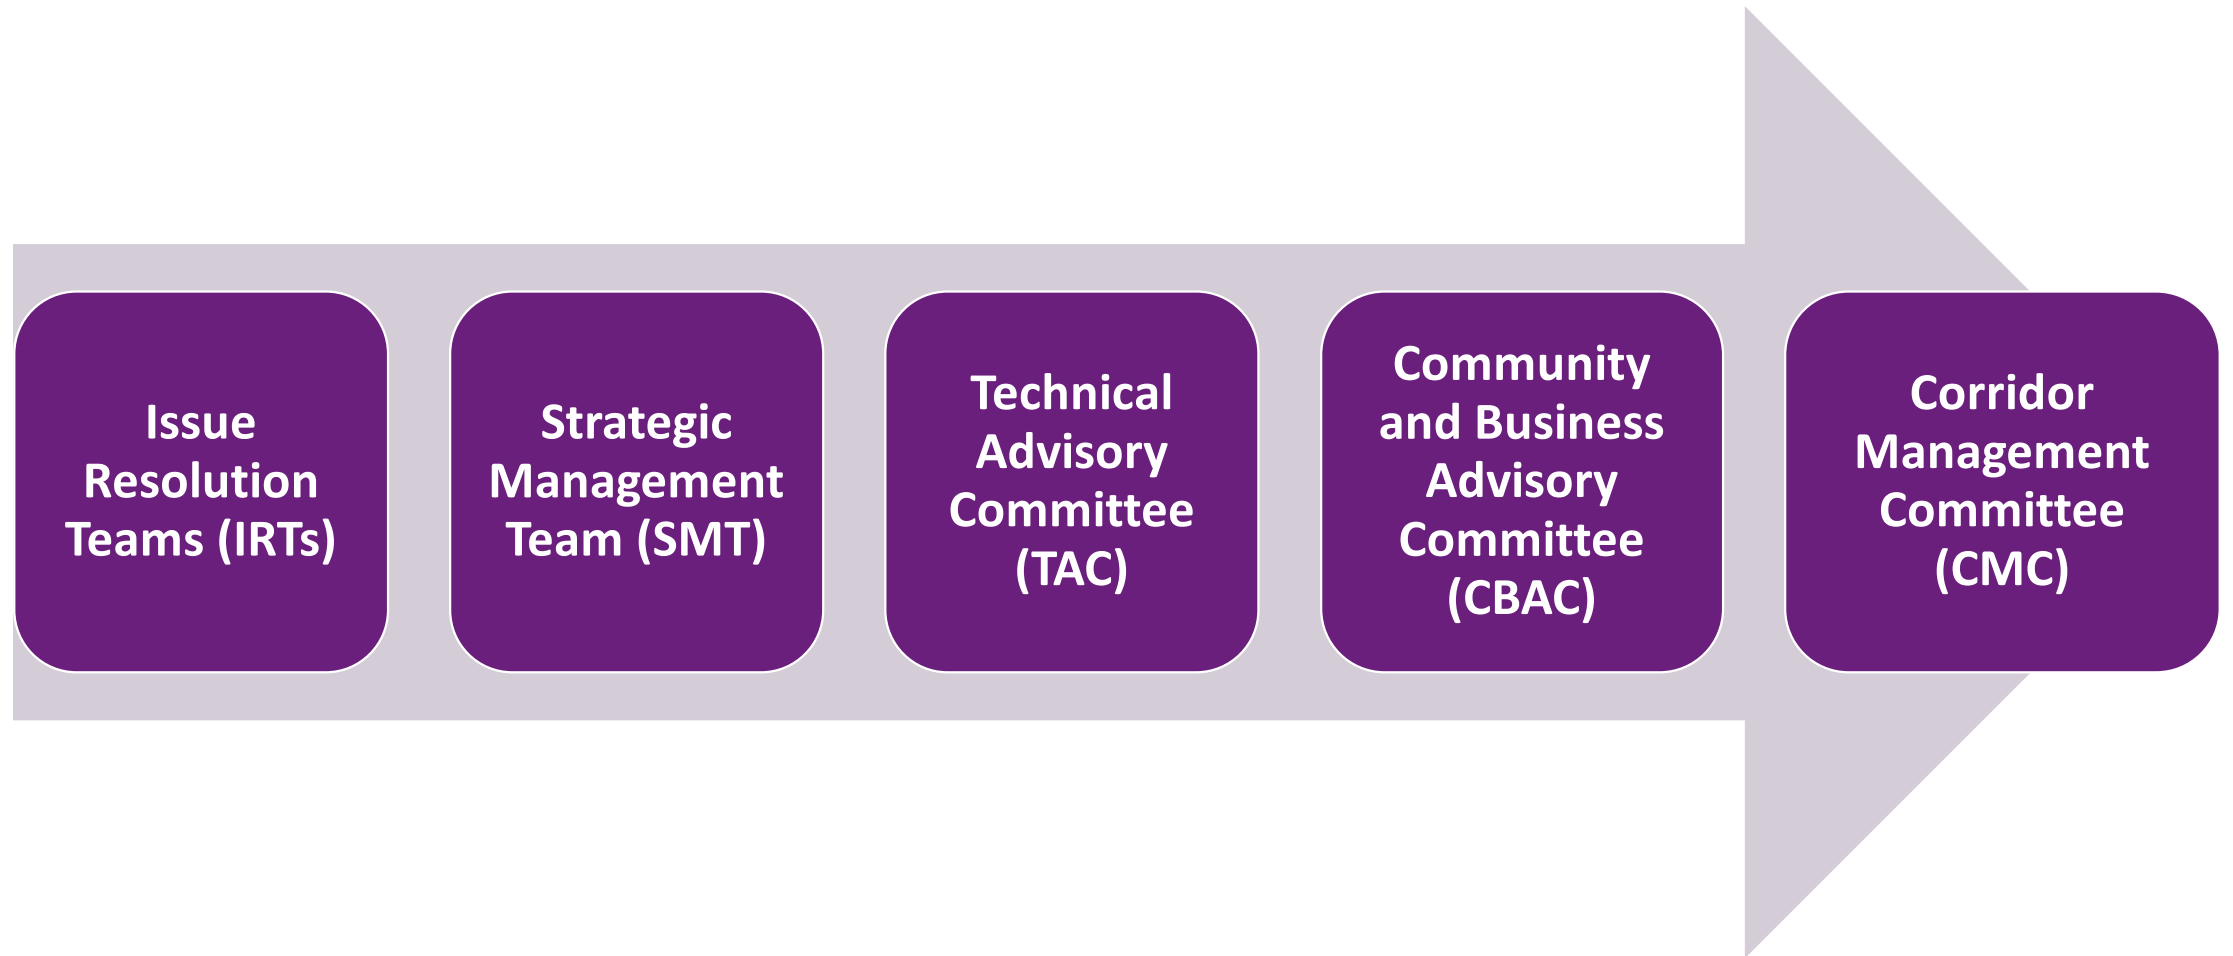 Issue
Resolution
Teams (IRTs)
Strategic
Management
Team (SMT)
Technical
Advisory
Committee
(TAC)
Community
and Business
Advisory
Committee
(CBAC)
Corridor
Management
Committee
(CMC)